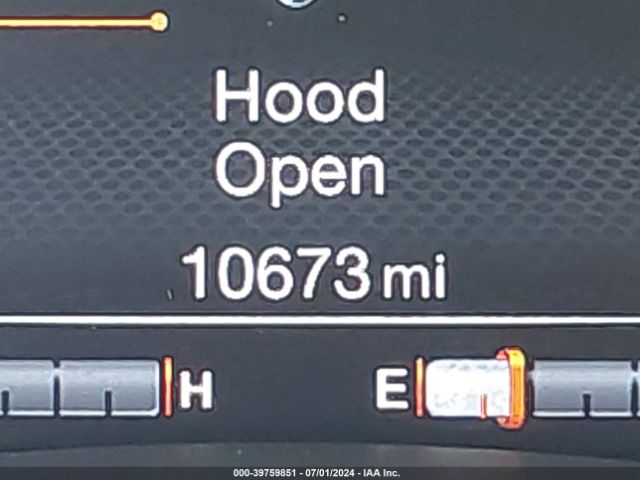 Hood
Open
10673 mi
H E
000-39759851 - 07/01/2024 - IAA Inc.